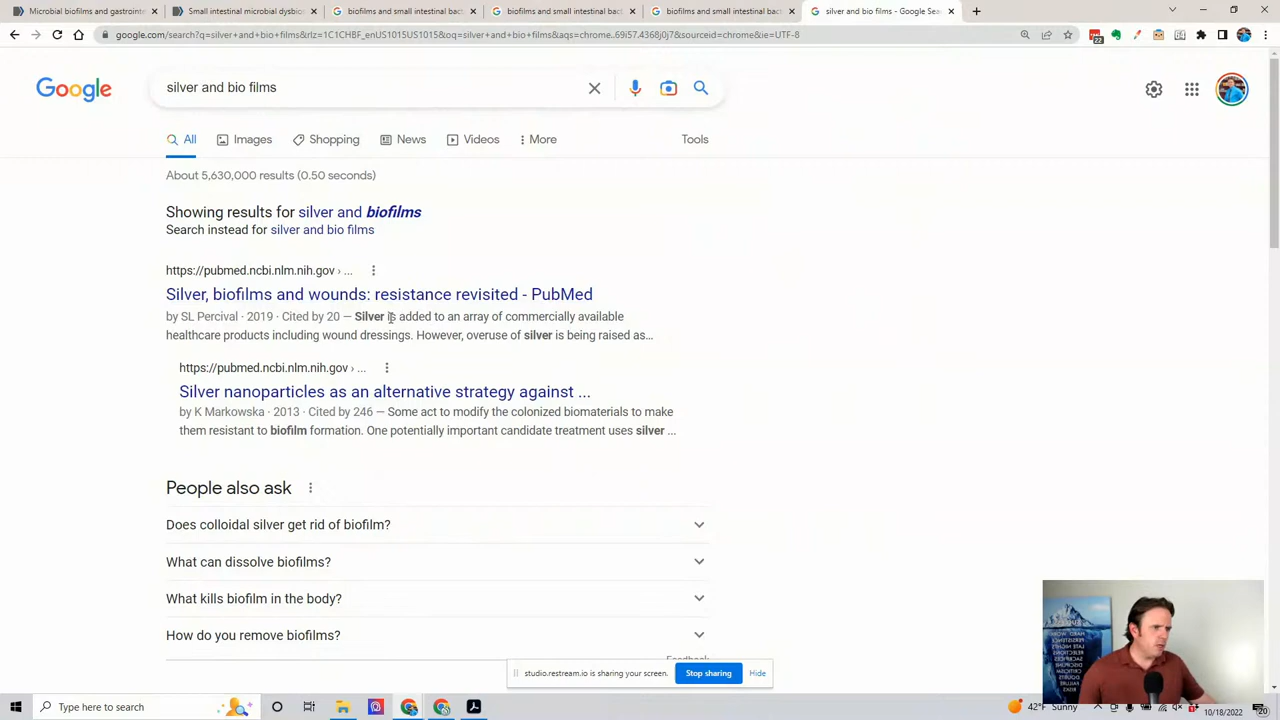 Microbial biofilms and gastrointe
Small intestinal microbial dysbio
biofilms and small intestinal bact
biofilms and small intestinal bact
biofilms and small intestinal bact
silver and bio films - Google Sea
google.com/search?q=silver+and+bio+films&rlz=1C1CHBF_enUS1015US1015&oq=silver+and+bio+films&aqs=chrome..69i57.4368j0j7&sourceid=chrome&ie=UTF-8
22
Google
silver and bio films
All
Images
Shopping
News
Videos
More
Tools
About 5,630,000 results (0.50 seconds)
Showing results for silver and biofilms
Search instead for silver and bio films
https://pubmed.ncbi.nlm.nih.gov › ...
Silver, biofilms and wounds: resistance revisited - PubMed
by SL Percival · 2019 · Cited by 20 — Silver is added to an array of commercially available
healthcare products including wound dressings. However, overuse of silver is being raised as...
https://pubmed.ncbi.nlm.nih.gov › ...
Silver nanoparticles as an alternative strategy against ...
by K Markowska · 2013 · Cited by 246 — Some act to modify the colonized biomaterials to make
them resistant to biofilm formation. One potentially important candidate treatment uses silver ...
People also ask
Does colloidal silver get rid of biofilm?
What can dissolve biofilms?
What kills biofilm in the body?
How do you remove biofilms?
Feedback
studio.restream.io is sharing your screen.
Stop sharing
Hide
Type here to search
42°F Sunny
10/18/2022
20